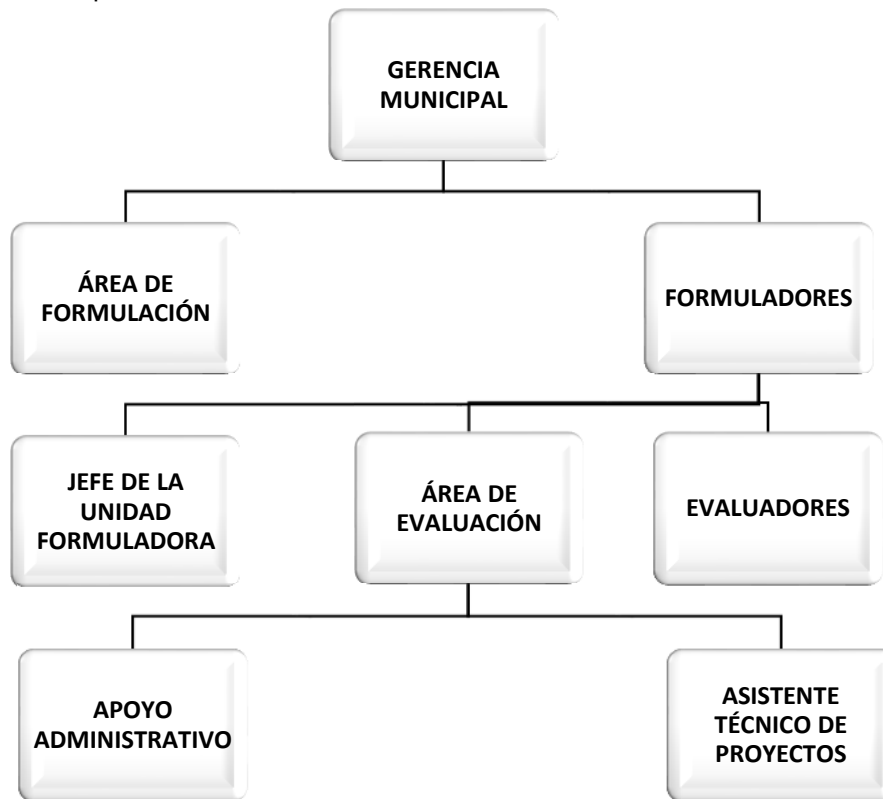 GERENCIA
MUNICIPAL
ÁREA DE
FORMULACIÓN
FORMULADORES
JEFE DE LA
UNIDAD
FORMULADORA
ÁREA DE
EVALUACIÓN
EVALUADORES
APOYO
ADMINISTRATIVO
ASISTENTE
TÉCNICO DE
PROYECTOS